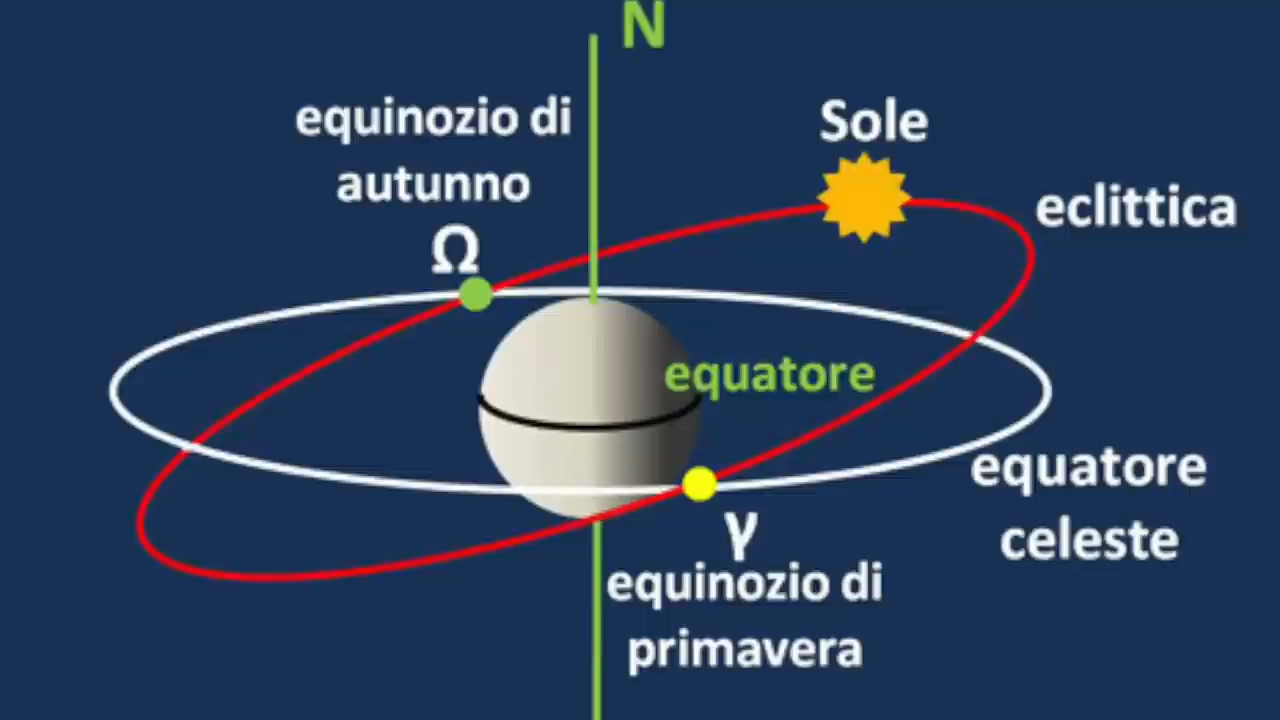 N
equinozio di
autunno
Ω
Sole
eclittica
equatore
equatore
celeste
γ
equinozio di
primavera